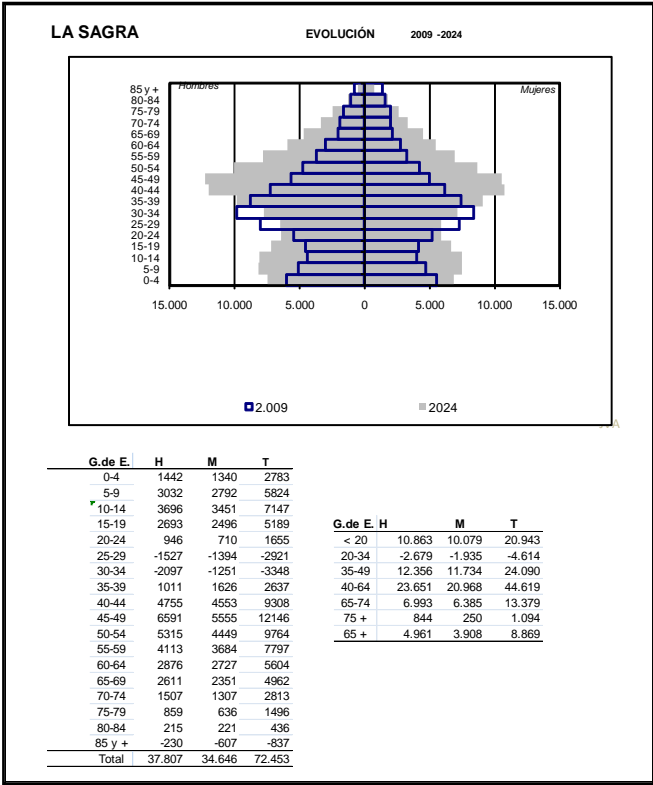 LA SAGRA EVOLUCIÓN 2009 -2024
Hombres Mujeres
85 y +
80-84
75-79
70-74
65-69
60-64
55-59
50-54
45-49
40-44
35-39
30-34
25-29
20-24
15-19
10-14
5-9
0-4
15.000 10.000 5.000 0 5.000 10.000 15.000
2.009 2024
G.de E. H M T
0-4 1442 1340 2783
5-9 3032 2792 5824
10-14 3696 3451 7147
15-19 2693 2496 5189
20-24 946 710 1655
25-29 -1527 -1394 -2921
30-34 -2097 -1251 -3348
35-39 1011 1626 2637
40-44 4755 4553 9308
45-49 6591 5555 12146
50-54 5315 4449 9764
55-59 4113 3684 7797
60-64 2876 2727 5604
65-69 2611 2351 4962
70-74 1507 1307 2813
75-79 859 636 1496
80-84 215 221 436
85 y + -230 -607 -837
Total 37.807 34.646 72.453
G.de E. H M T
< 20 10.863 10.079 20.943
20-34 -2.679 -1.935 -4.614
35-49 12.356 11.734 24.090
40-64 23.651 20.968 44.619
65-74 6.993 6.385 13.379
75 + 844 250 1.094
65 + 4.961 3.908 8.869